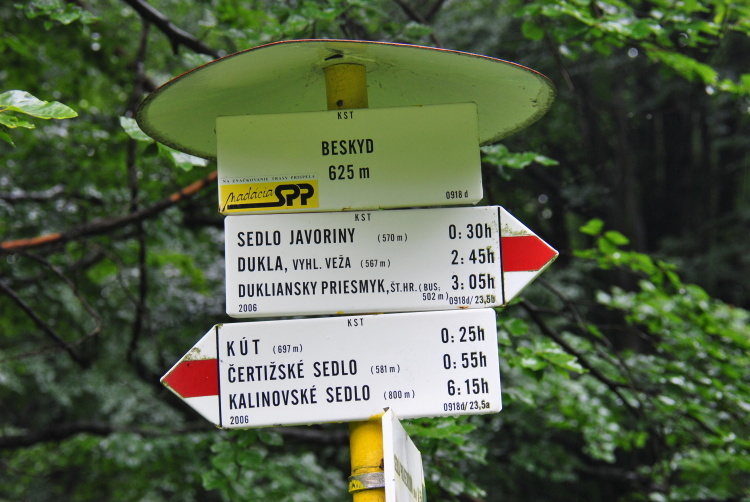 KST
BESKYD
625 m
NA ZNAČKOVANIE TRASY PRISPELA
Nadácia SPP
0918 d
KST
SEDLO JAVORINY (570 m) 0:30h
DUKLA, VYHL. VEŽA (567 m) 2:45h
DUKLIANSKY PRIESMYK, ŠT.HR. (BUS; 3:05h
502 m)
2006 0918d/23,5b
KST
KÚT (697 m) 0:25h
ČERTIŽSKÉ SEDLO (581 m) 0:55h
KALINOVSKÉ SEDLO (800 m) 6:15h
2006 0918d/23,5a